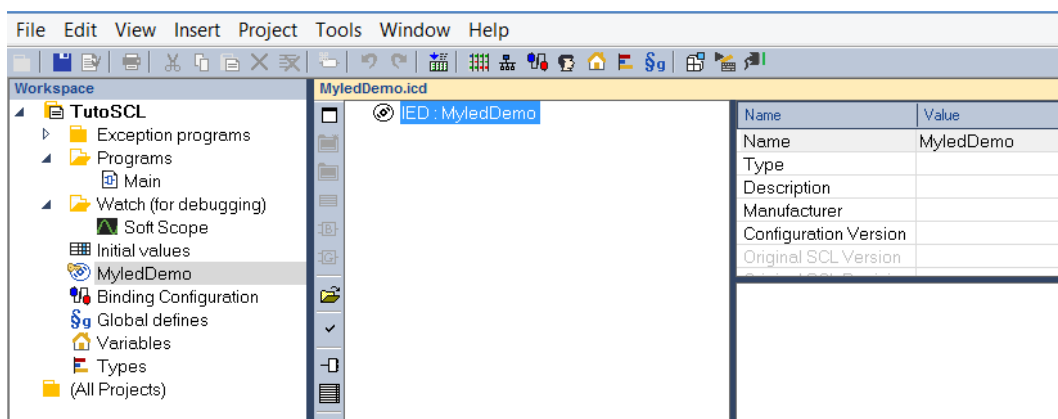 File Edit View Insert Project Tools Window Help
Workspace
TutoSCL
Exception programs
Programs
Main
Watch (for debugging)
Soft Scope
Initial values
MyledDemo
Binding Configuration
§g Global defines
Variables
Types
(All Projects)
MyledDemo.icd
IED : MyledDemo
Name Value
Name MyledDemo
Type
Description
Manufacturer
Configuration Version
Original SCL Version